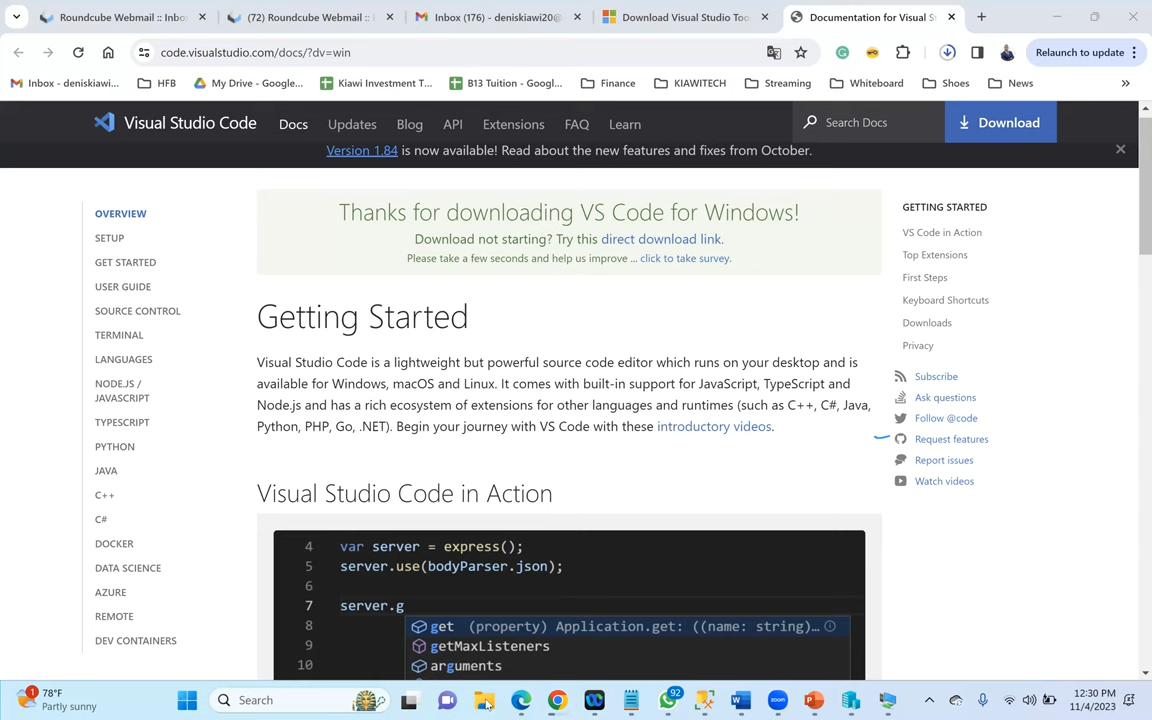 Roundcube Webmail :: Inbo
(72) Roundcube Webmail ::
Inbox (176) - deniskiawi20@
Download Visual Studio Too
Documentation for Visual S
code.visualstudio.com/docs/?dv=win
Relaunch to update
Inbox - deniskiawi...
HFB
My Drive - Google...
Kiawi Investment T...
B13 Tuition - Googl...
Finance
KIAWITECH
Streaming
Whiteboard
Shoes
News
»
Visual Studio Code
Docs
Updates
Blog
API
Extensions
FAQ
Learn
Search Docs
Download
Version 1.84 is now available! Read about the new features and fixes from October.
OVERVIEW
SETUP
GET STARTED
USER GUIDE
SOURCE CONTROL
TERMINAL
LANGUAGES
NODE.JS /
JAVASCRIPT
TYPESCRIPT
PYTHON
JAVA
C++
C#
DOCKER
DATA SCIENCE
AZURE
REMOTE
DEV CONTAINERS
Thanks for downloading VS Code for Windows!
Download not starting? Try this direct download link.
Please take a few seconds and help us improve ... click to take survey.
Getting Started
Visual Studio Code is a lightweight but powerful source code editor which runs on your desktop and is
available for Windows, macOS and Linux. It comes with built-in support for JavaScript, TypeScript and
Node.js and has a rich ecosystem of extensions for other languages and runtimes (such as C++, C#, Java,
Python, PHP, Go, .NET). Begin your journey with VS Code with these introductory videos.
Visual Studio Code in Action
4 var server = express();
5 server.use(bodyParser.json);
6
7 server.g
8 get (property) Application.get: ((name: string)...
9 getMaxListeners
10 arguments
GETTING STARTED
VS Code in Action
Top Extensions
First Steps
Keyboard Shortcuts
Downloads
Privacy
Subscribe
Ask questions
Follow @code
Request features
Report issues
Watch videos
1
78°F
Partly sunny
Search
92
zoom
12:30 PM
11/4/2023